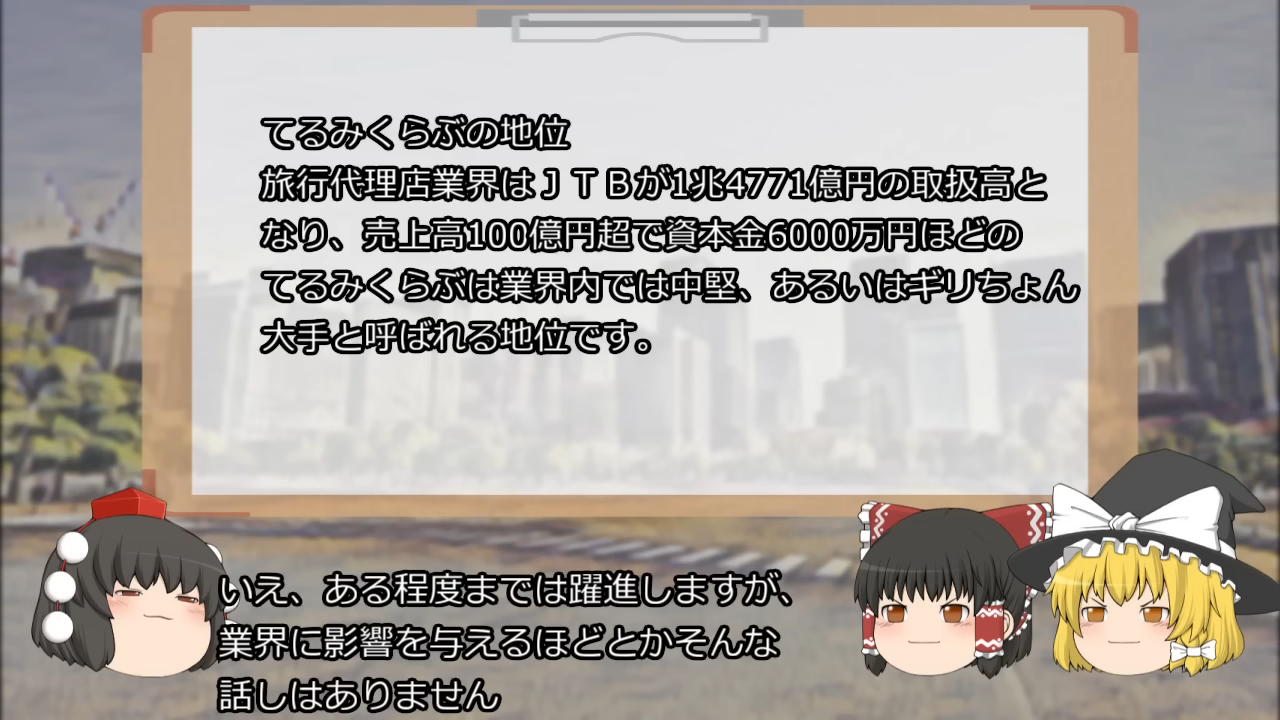 てるみくらぶの地位
旅行代理店業界はＪＴＢが1兆4771億円の取扱高と
なり、売上高100億円超で資本金6000万円ほどの
てるみくらぶは業界内では中堅、あるいはギリちょん
大手と呼ばれる地位です。
いえ、ある程度までは躍進しますが、
業界に影響を与えるほどとかそんな
話しはありません